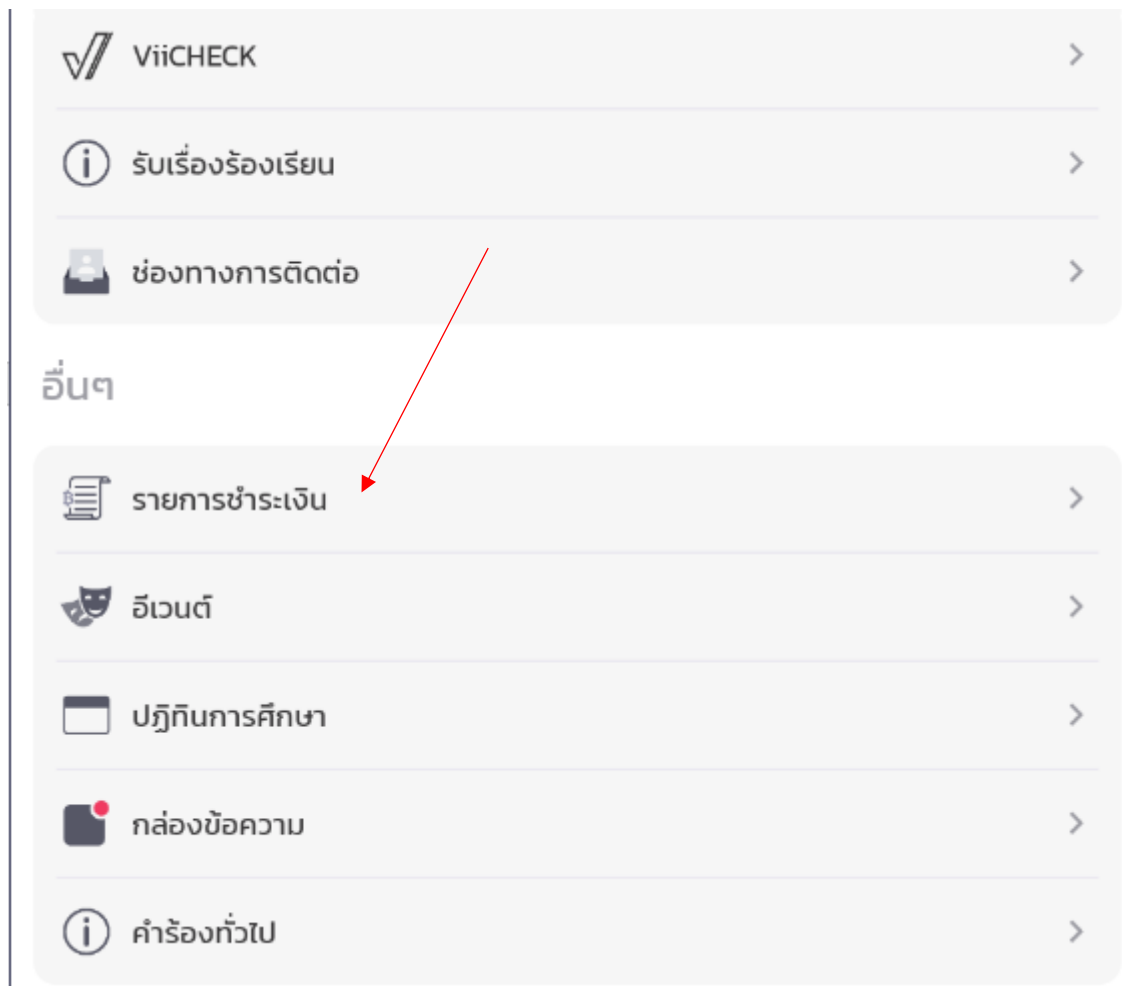 ViiCHECK
รับเรื่องร้องเรียน
ช่องทางการติดต่อ
อื่นๆ
รายการชำระเงิน
อีเวนต์
ปฏิทินการศึกษา
กล่องข้อความ
คำร้องทั่วไป